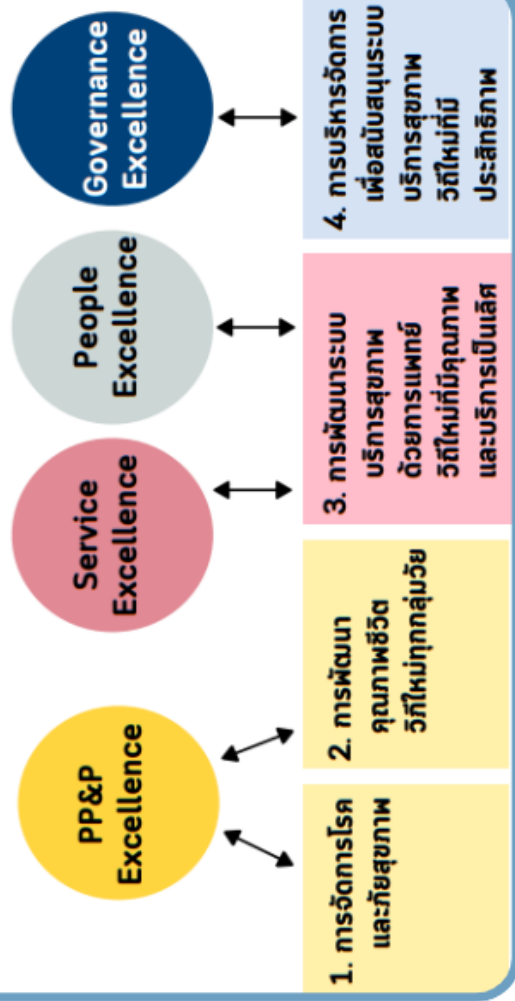 PP&P
Excellence
Service
Excellence
People
Excellence
Governance
Excellence
1. การจัดการโรค
และภัยสุขภาพ
2. การพัฒนา
คุณภาพชีวิต
วิถีใหม่ทุกกลุ่มวัย
3. การพัฒนาระบบ
บริการสุขภาพ
ด้วยการแพทย์
วิถีใหม่ที่มีคุณภาพ
และบริการเป็นเลิศ
4. การบริหารจัดการ
เพื่อสนับสนุนระบบ
บริการสุขภาพ
วิถีใหม่ที่มี
ประสิทธิภาพ